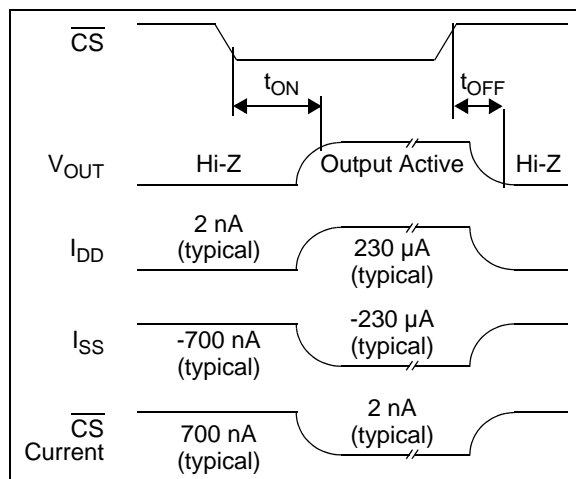 CS
tON
tOFF
VOUT
Hi-Z
Output Active
Hi-Z
IDD
2 nA
(typical)
230 µA
(typical)
ISS
-700 nA
(typical)
-230 µA
(typical)
CS
Current
700 nA
(typical)
2 nA
(typical)